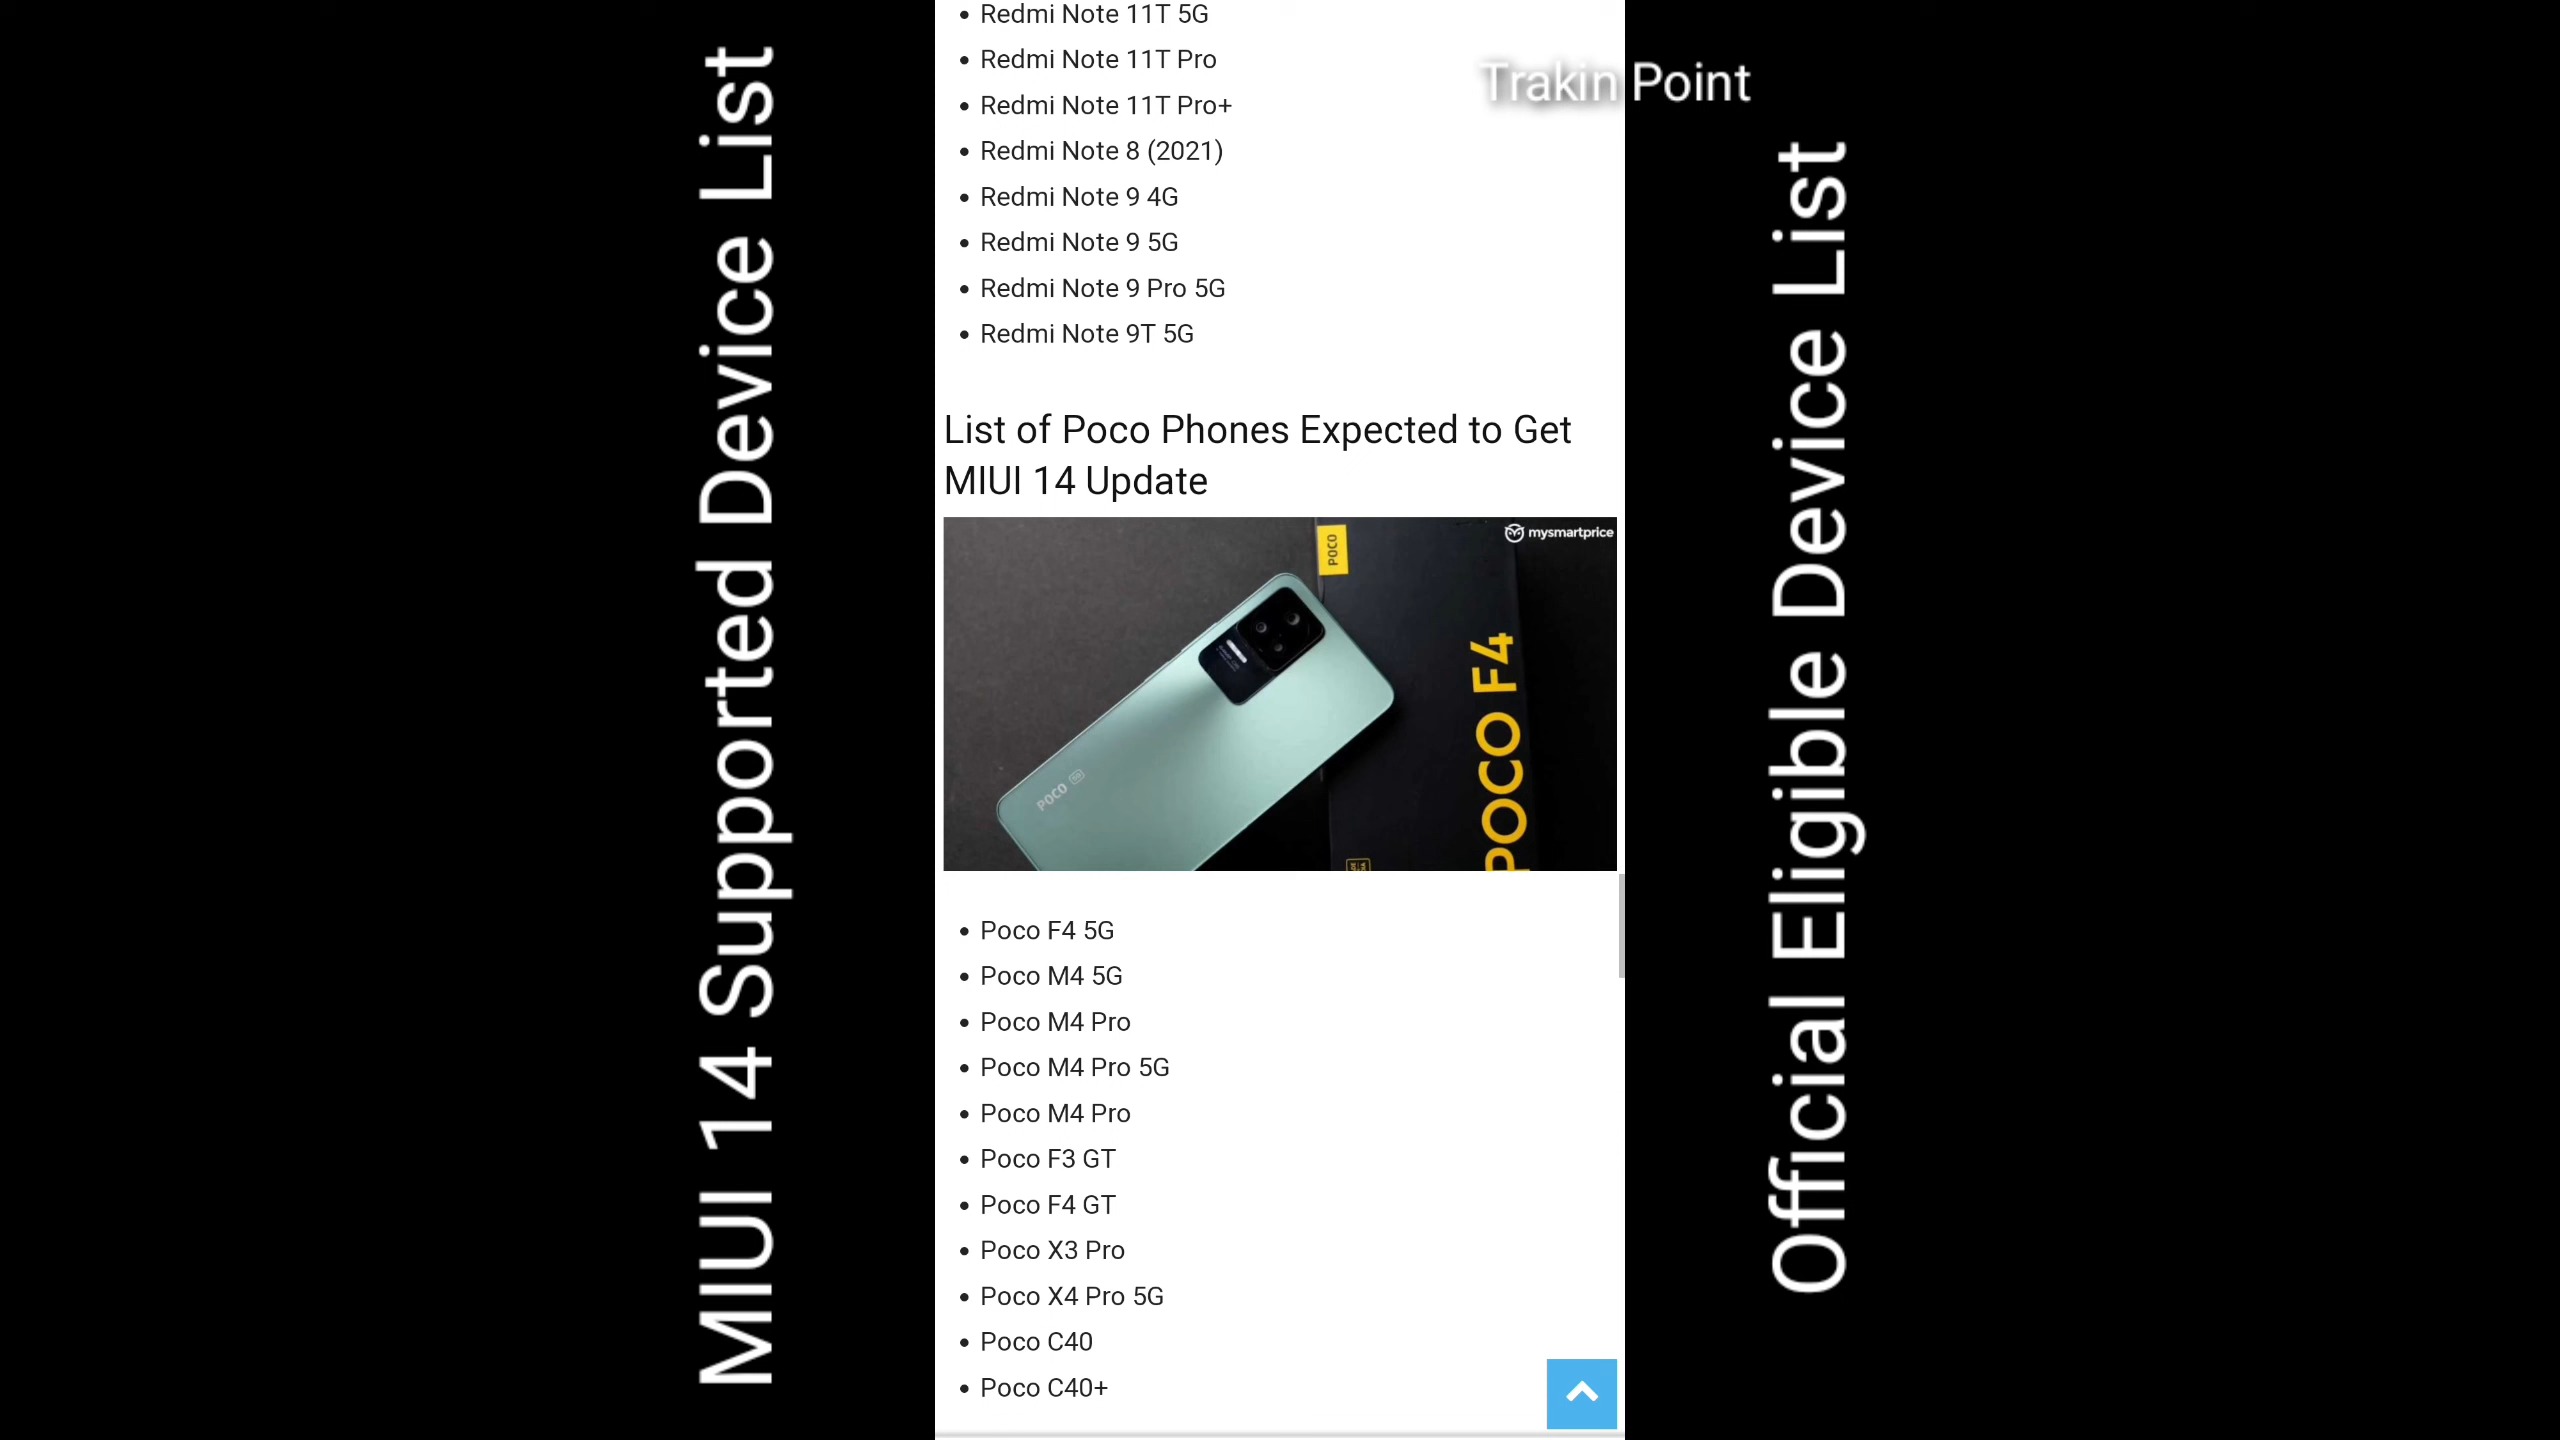 MIUI 14 Supported Device List
Redmi Note 11T 5G
Redmi Note 11T Pro
Redmi Note 11T Pro+
Redmi Note 8 (2021)
Redmi Note 9 4G
Redmi Note 9 5G
Redmi Note 9 Pro 5G
Redmi Note 9T 5G
Trakin Point
List of Poco Phones Expected to Get
MIUI 14 Update
mysmartprice
POCO
POCO F4
POCO 5G
Poco F4 5G
Poco M4 5G
Poco M4 Pro
Poco M4 Pro 5G
Poco M4 Pro
Poco F3 GT
Poco F4 GT
Poco X3 Pro
Poco X4 Pro 5G
Poco C40
Poco C40+
Official Eligible Device List